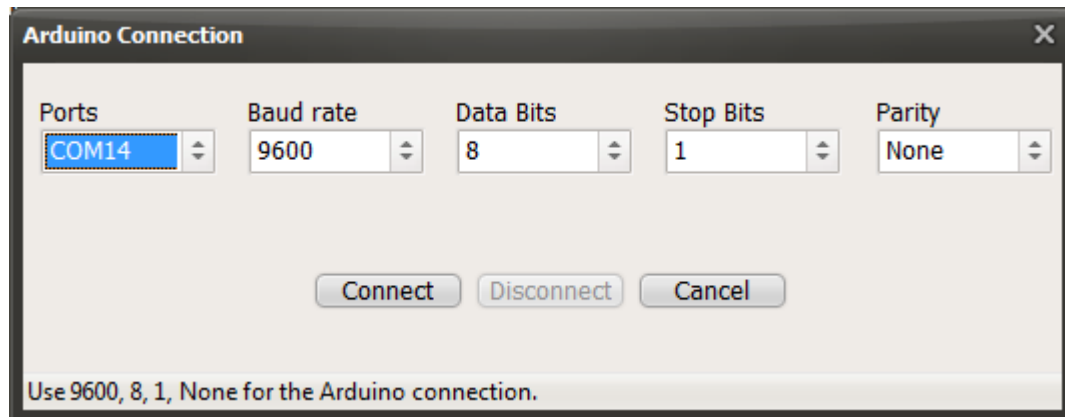 Arduino Connection
Ports Baud rate Data Bits Stop Bits Parity
COM14 9600 8 1 None
Connect Disconnect Cancel
Use 9600, 8, 1, None for the Arduino connection.